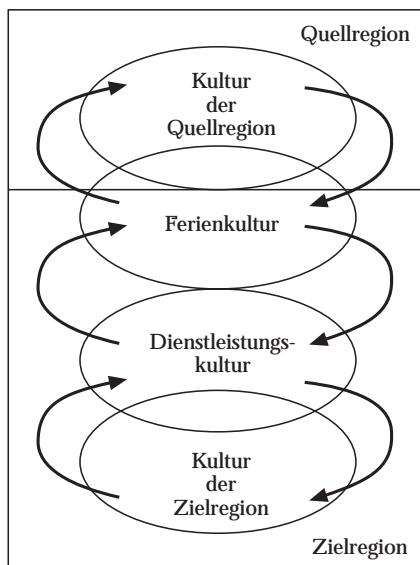 Quellregion
Kultur
der
Quellregion
Ferienkultur
Dienstleistungs-
kultur
Kultur
der
Zielregion
Zielregion